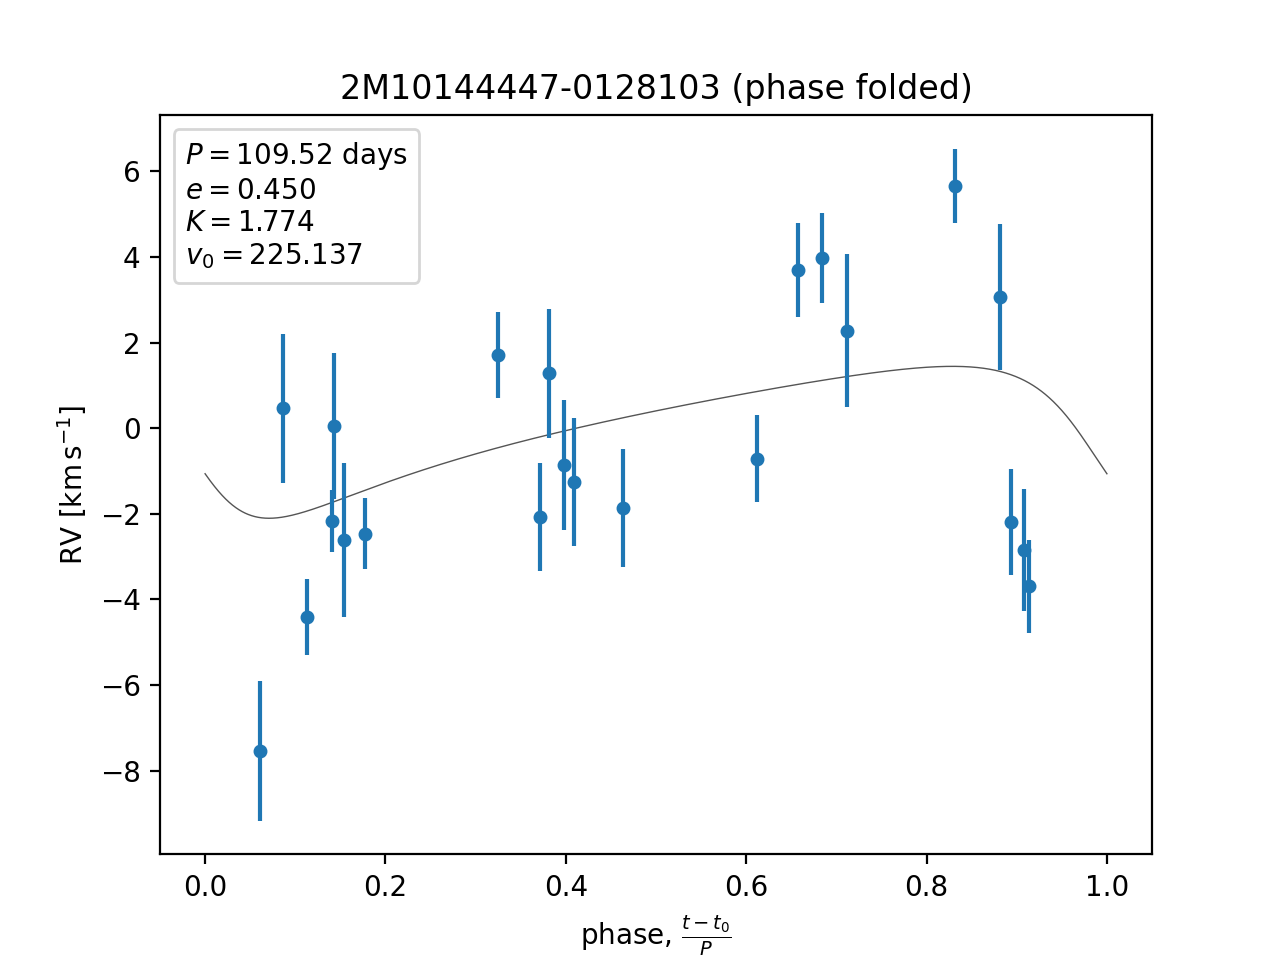 2M10144447-0128103 (phase folded)
P = 109.52 days
e = 0.450
K = 1.774
v₀ = 225.137
6
4
2
0
−2
−4
−6
−8
RV [km s⁻¹]
0.0 0.2 0.4 0.6 0.8 1.0
phase, (t − t₀)/P